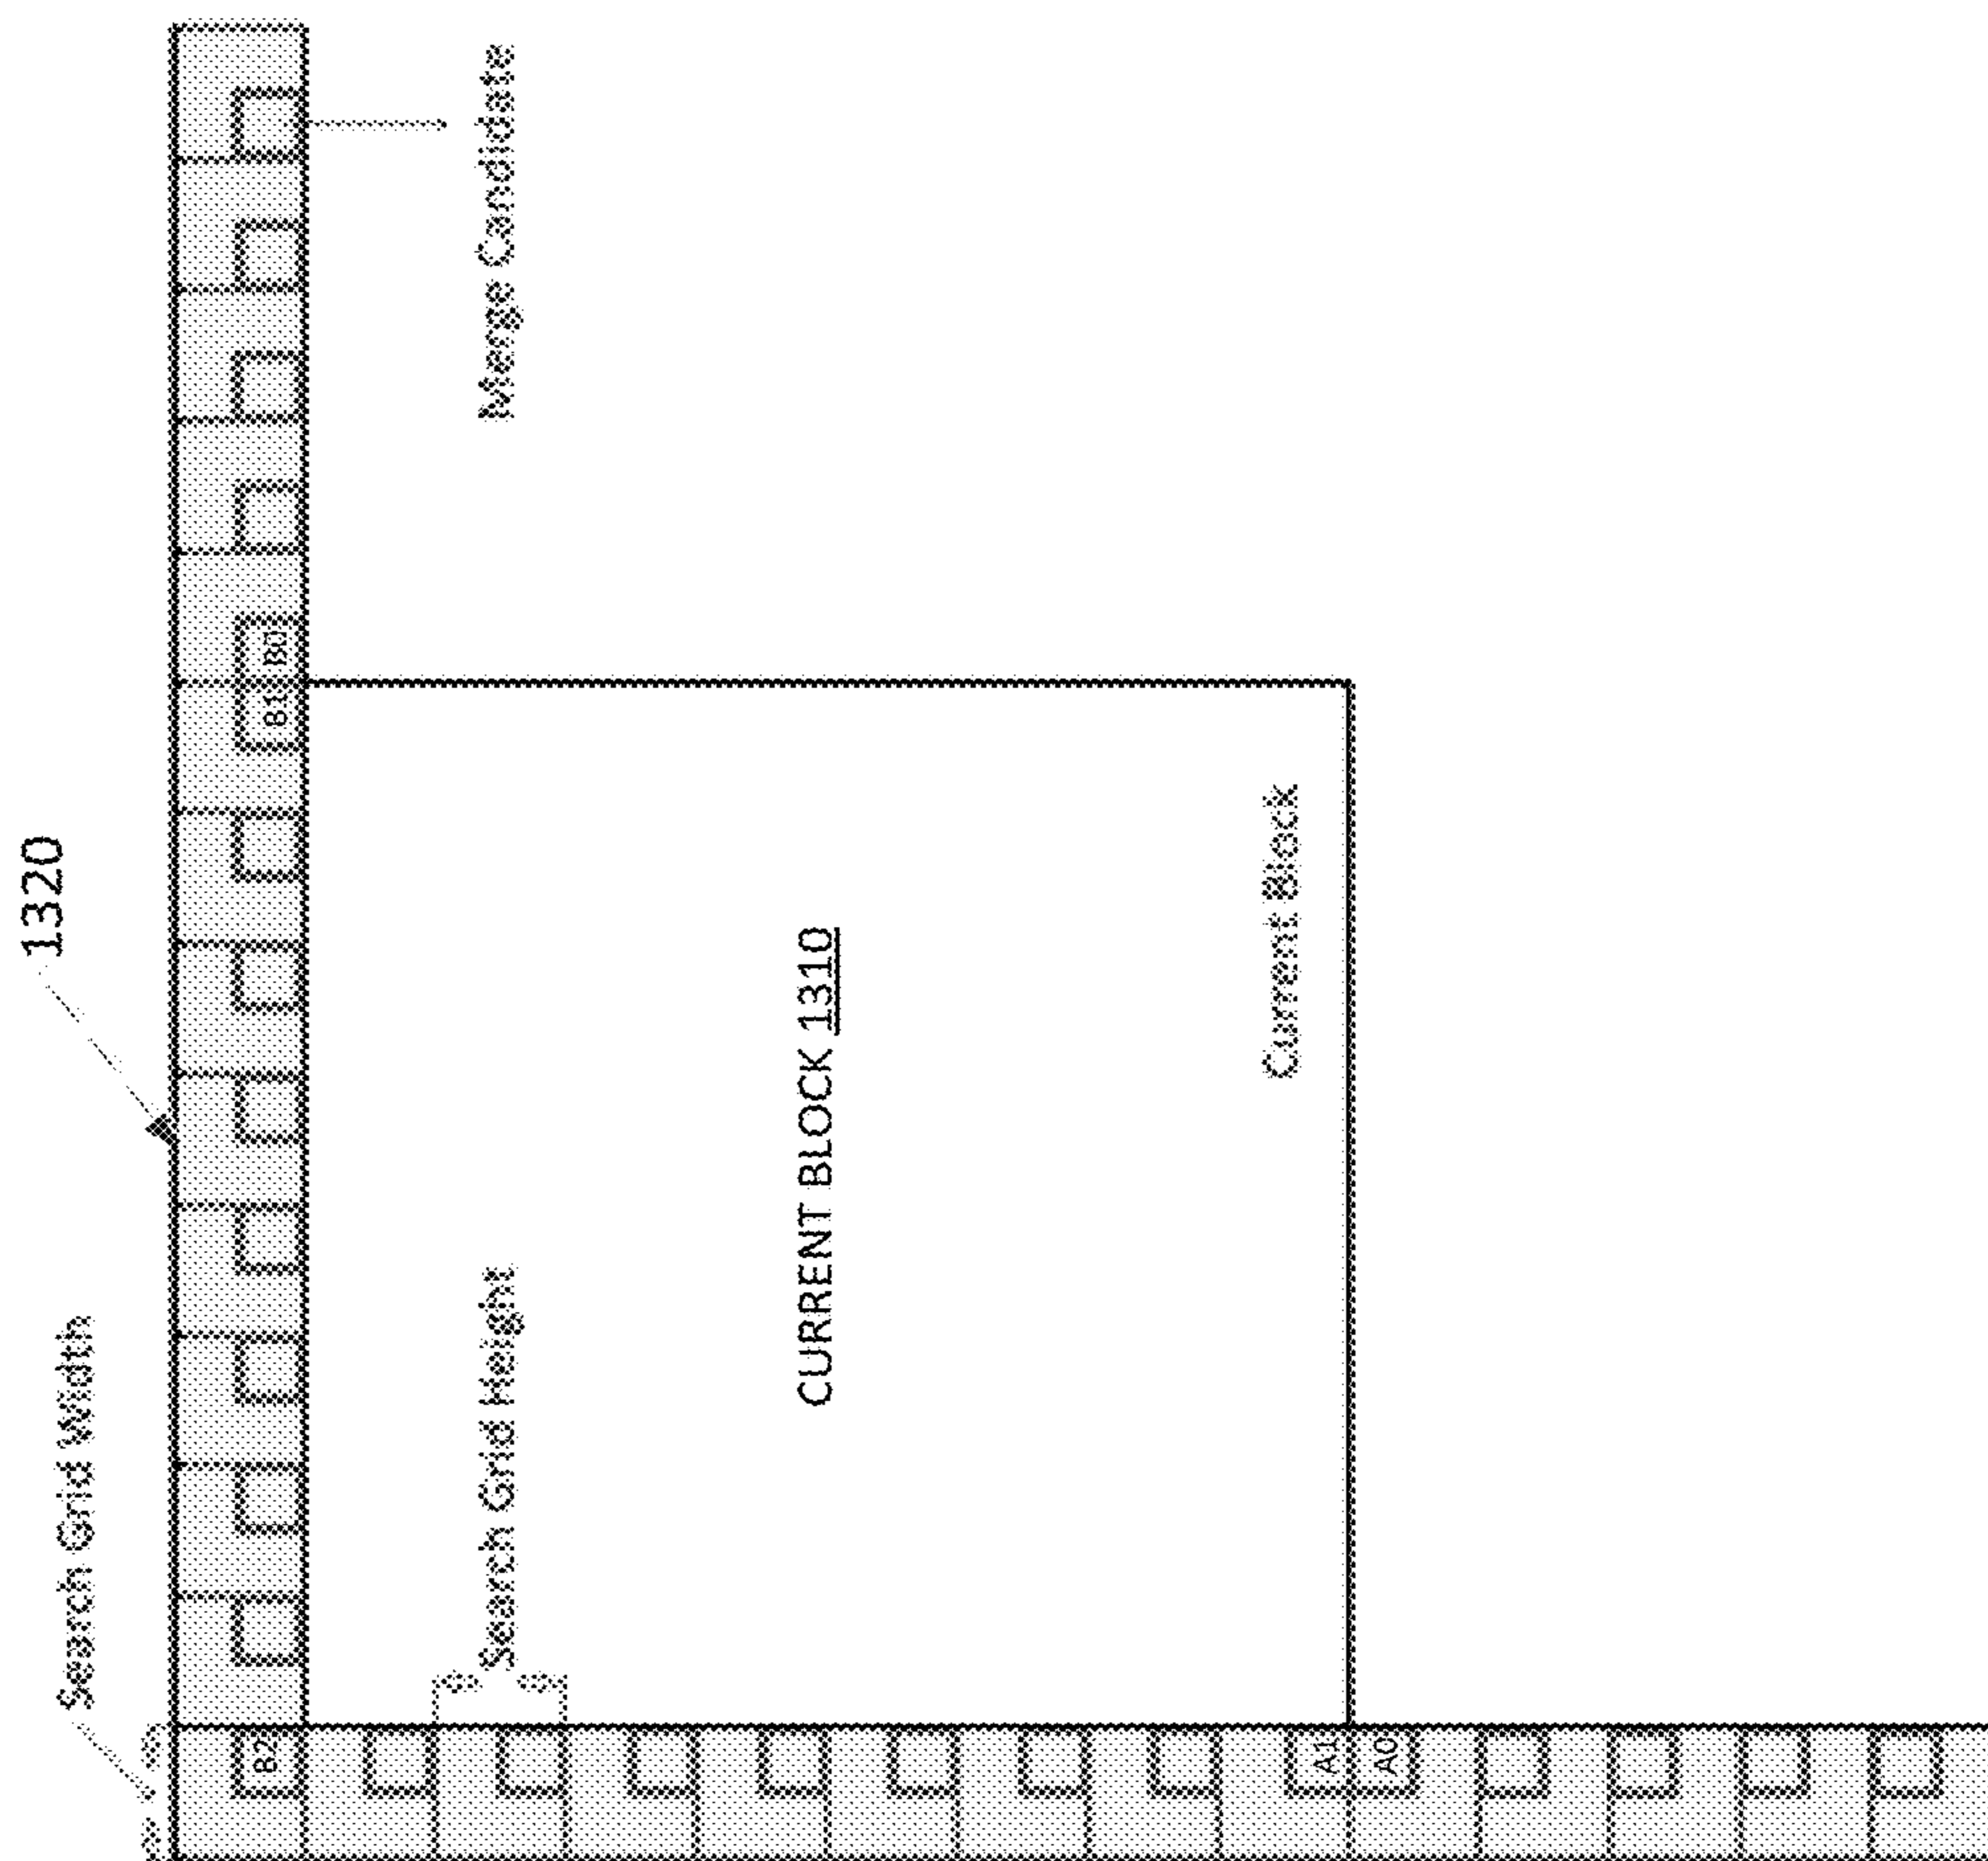 1320
Search Grid Width
Merge Candidate
B2
B1
B0
Search Grid Height
CURRENT BLOCK 1310
Current Block
A1
A0